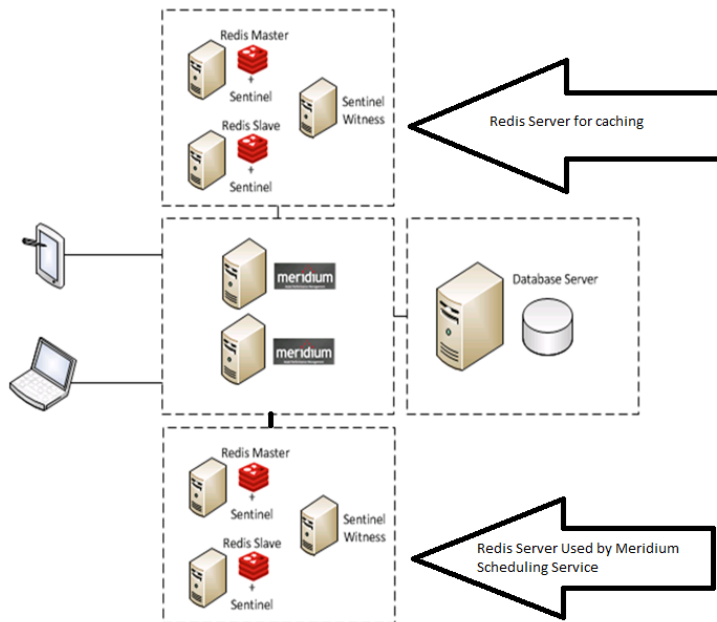 Redis Master
+
Sentinel
Sentinel
Witness
Redis Slave
+
Sentinel
Redis Server for caching
meridium
meridium
Database Server
Redis Master
+
Sentinel
Sentinel
Witness
Redis Slave
+
Sentinel
Redis Server Used by Meridium
Scheduling Service